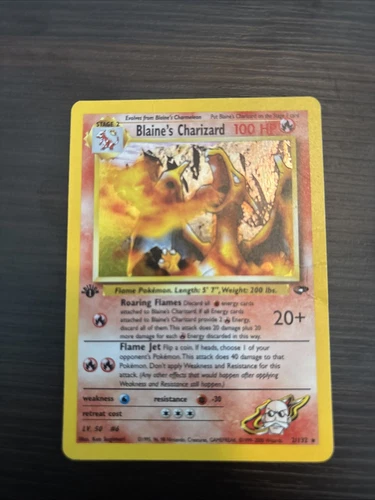 Evolves from Blaine's Charmeleon Put Blaine's Charizard on the Stage 1 card
STAGE 2
Blaine's Charizard 100 HP
Flame Pokémon. Length: 5' 7", Weight: 200 lbs.
Roaring Flames Discard all energy cards
attached to Blaine's Charizard. If all Energy cards
attached to Blaine's Charizard provide Energy,
discard all of them. This attack does 20 damage plus 20
more damage for each Energy discarded in this way.
20+
Flame Jet Flip a coin. If heads, choose 1 of your
opponent's Pokémon. This attack does 40 damage to that
Pokémon. Don't apply Weakness and Resistance for this
attack. (Any other effects that would happen after applying
Weakness and Resistance still happen.)
weakness resistance -30
retreat cost
LV. 50 #6
2/132